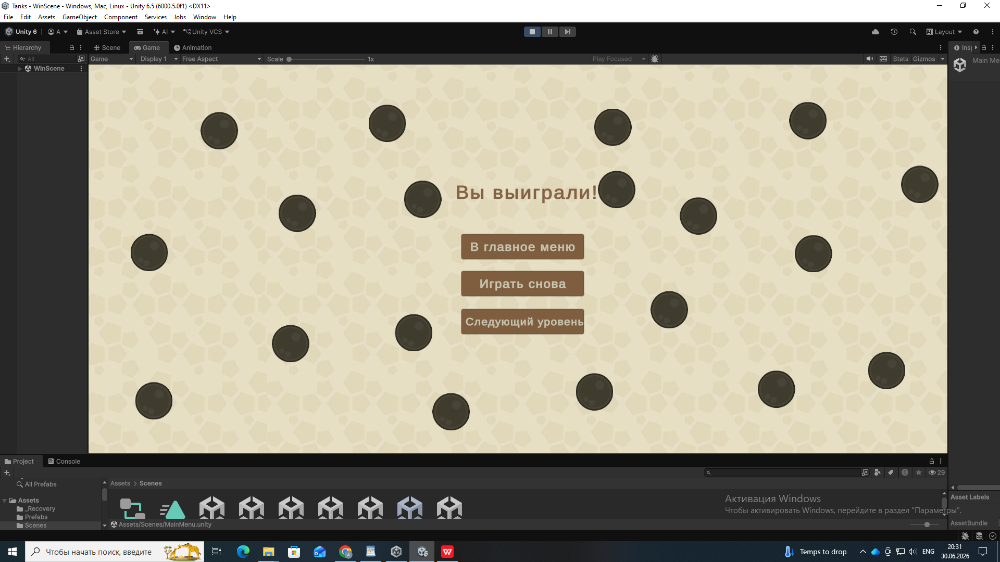 Tanks - WinScene - Windows, Mac, Linux - Unity 6.5 (6000.5.0f1) <DX11>
File Edit Assets GameObject Component Services Jobs Window Help
Unity 6 A Asset Store AI Unity VCS Layout
Hierarchy Scene Game Animation
All Game Display 1 Free Aspect Scale 1x Play Focused Stats Gizmos
WinScene
Main Me
Вы выиграли!
В главное меню
Играть снова
Следующий уровень
Project Console
29
All Prefabs
Assets > Scenes
Assets
_Recovery
Prefabs
Scenes
Assets/Scenes/MainMenu.unity
Asset Labels
AssetBundle
Активация Windows
Чтобы активировать Windows, перейдите в раздел "Параметры".
Чтобы начать поиск, введите
Temps to drop
ENG
20:31
30.06.2026